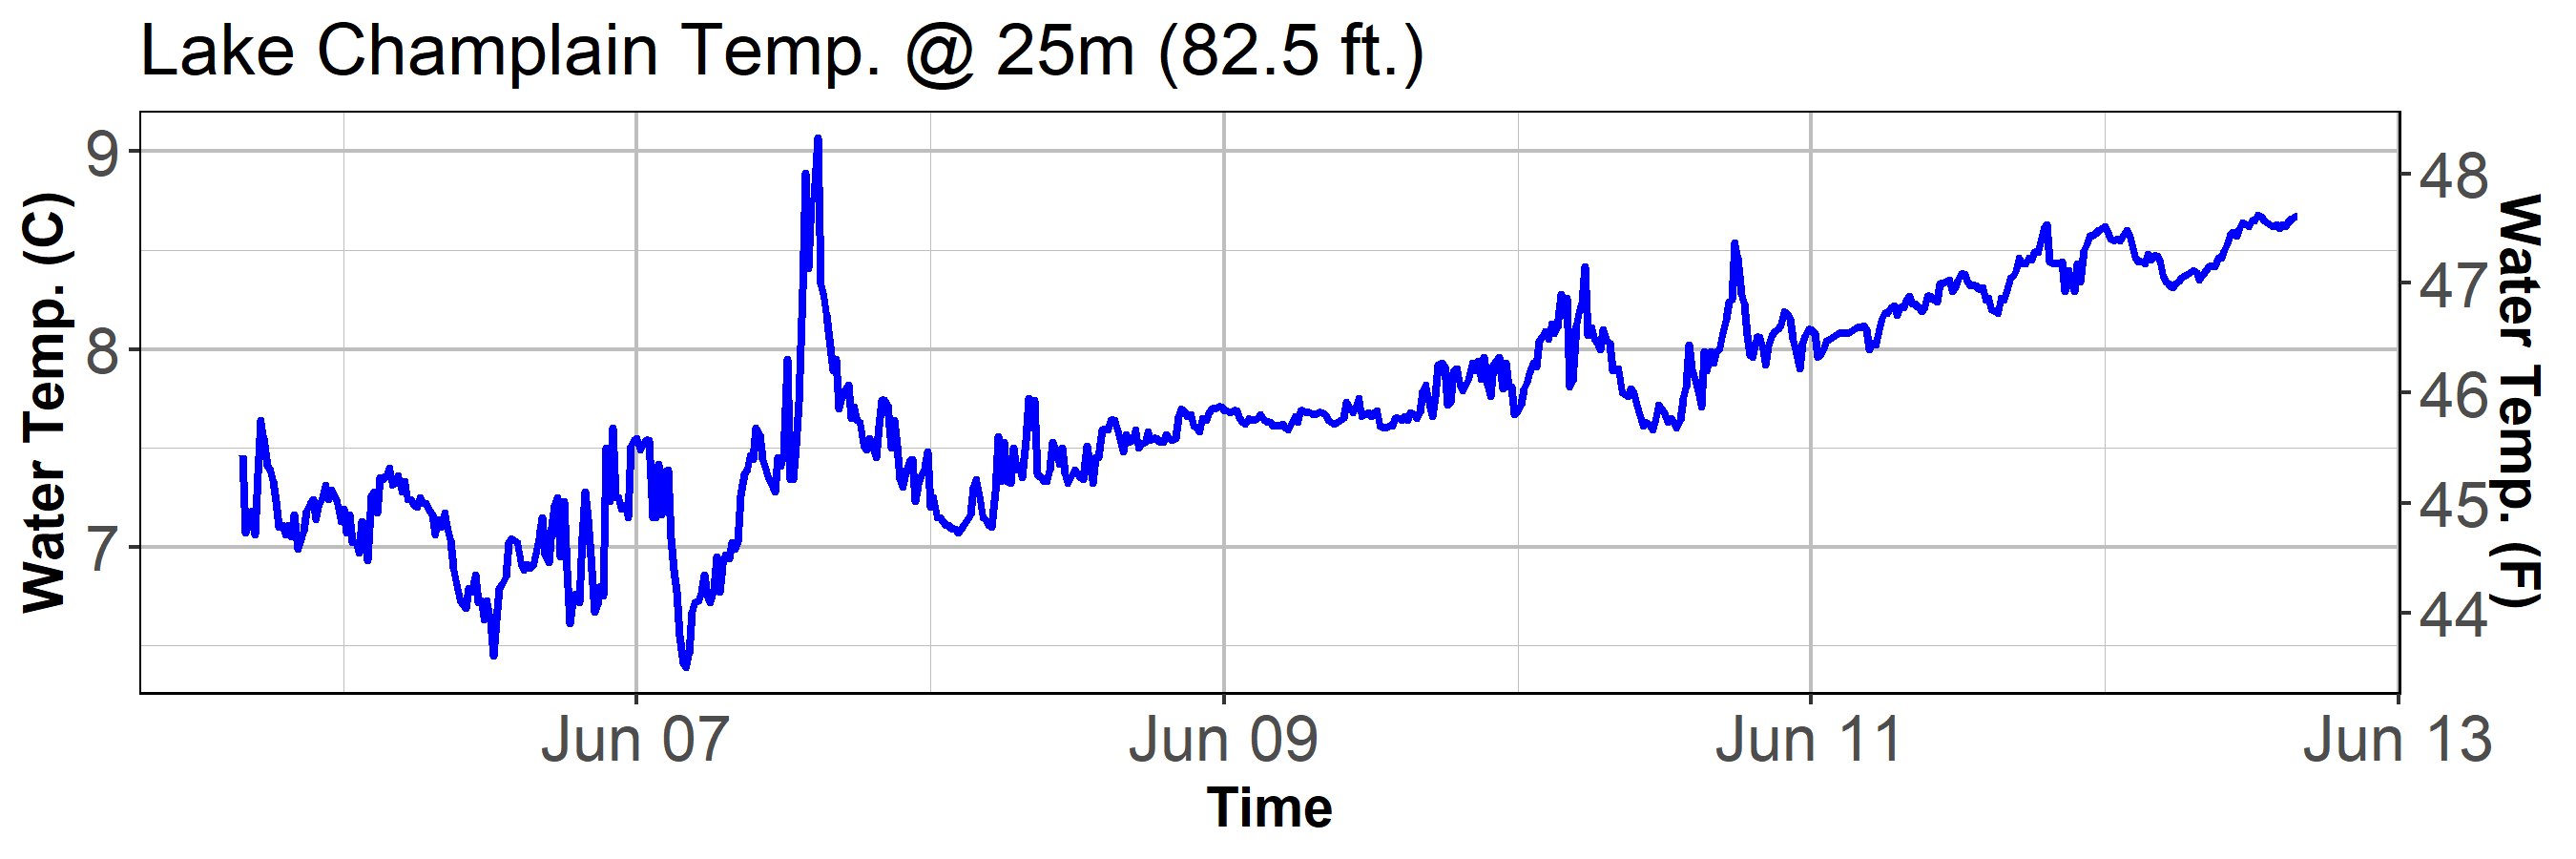 Lake Champlain Temp. @ 25m (82.5 ft.)
Water Temp. (C)
9
8
7
48
47
46
45
44
Water Temp. (F)
Jun 07 Jun 09 Jun 11 Jun 13
Time